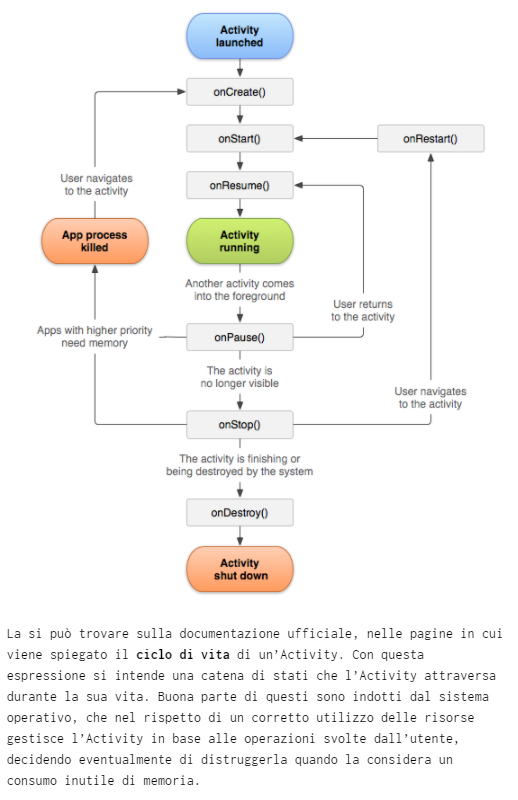 Activity
launched
onCreate()
onStart()
onRestart()
User navigates
to the activity
onResume()
App process
killed
Activity
running
Another activity comes
into the foreground
User returns
to the activity
Apps with higher priority
need memory
onPause()
The activity is
no longer visible
User navigates
to the activity
onStop()
The activity is finishing or
being destroyed by the system
onDestroy()
Activity
shut down
La si può trovare sulla documentazione ufficiale, nelle pagine in cui
viene spiegato il ciclo di vita di un’Activity. Con questa
espressione si intende una catena di stati che l’Activity attraversa
durante la sua vita. Buona parte di questi sono indotti dal sistema
operativo, che nel rispetto di un corretto utilizzo delle risorse
gestisce l’Activity in base alle operazioni svolte dall’utente,
decidendo eventualmente di distruggerla quando la considera un
consumo inutile di memoria.